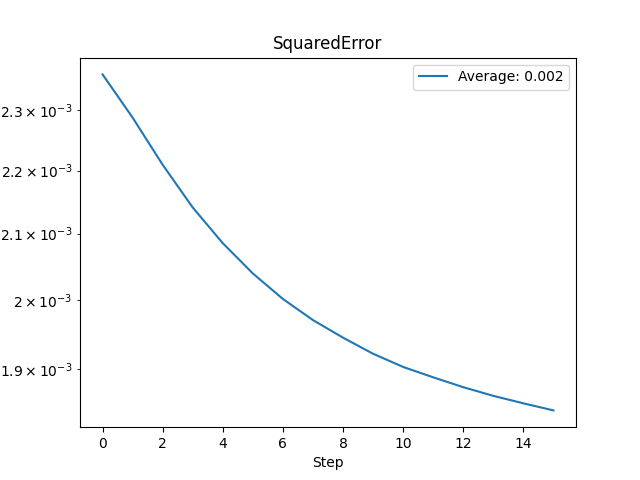 SquaredError
Average: 0.002
2.3 × 10⁻³
2.2 × 10⁻³
2.1 × 10⁻³
2 × 10⁻³
1.9 × 10⁻³
0 2 4 6 8 10 12 14
Step